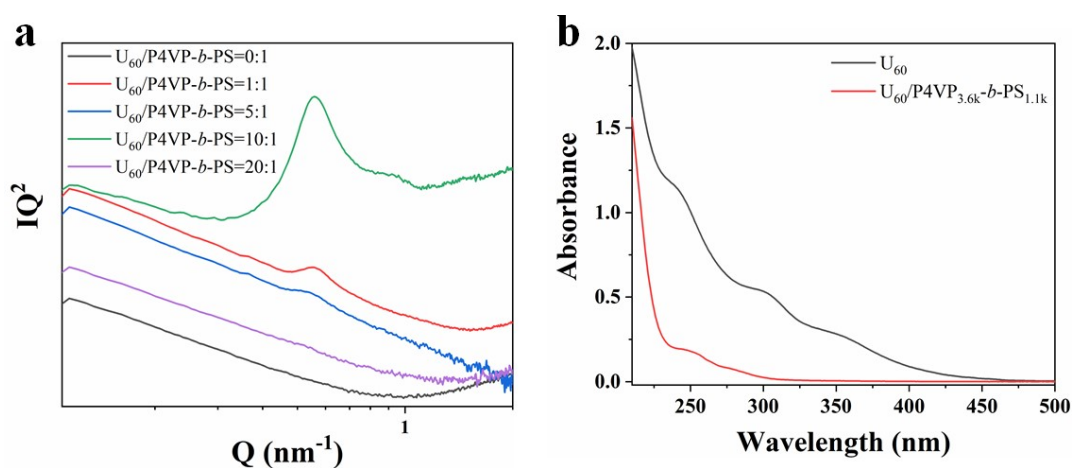 a
U₆₀/P4VP-b-PS=0:1
U₆₀/P4VP-b-PS=1:1
U₆₀/P4VP-b-PS=5:1
U₆₀/P4VP-b-PS=10:1
U₆₀/P4VP-b-PS=20:1
IQ²
1
Q (nm⁻¹)
b
U₆₀
U₆₀/P4VP₃.₆ₖ-b-PS₁.₁ₖ
Absorbance
2.0
1.5
1.0
0.5
0.0
250 300 350 400 450 500
Wavelength (nm)